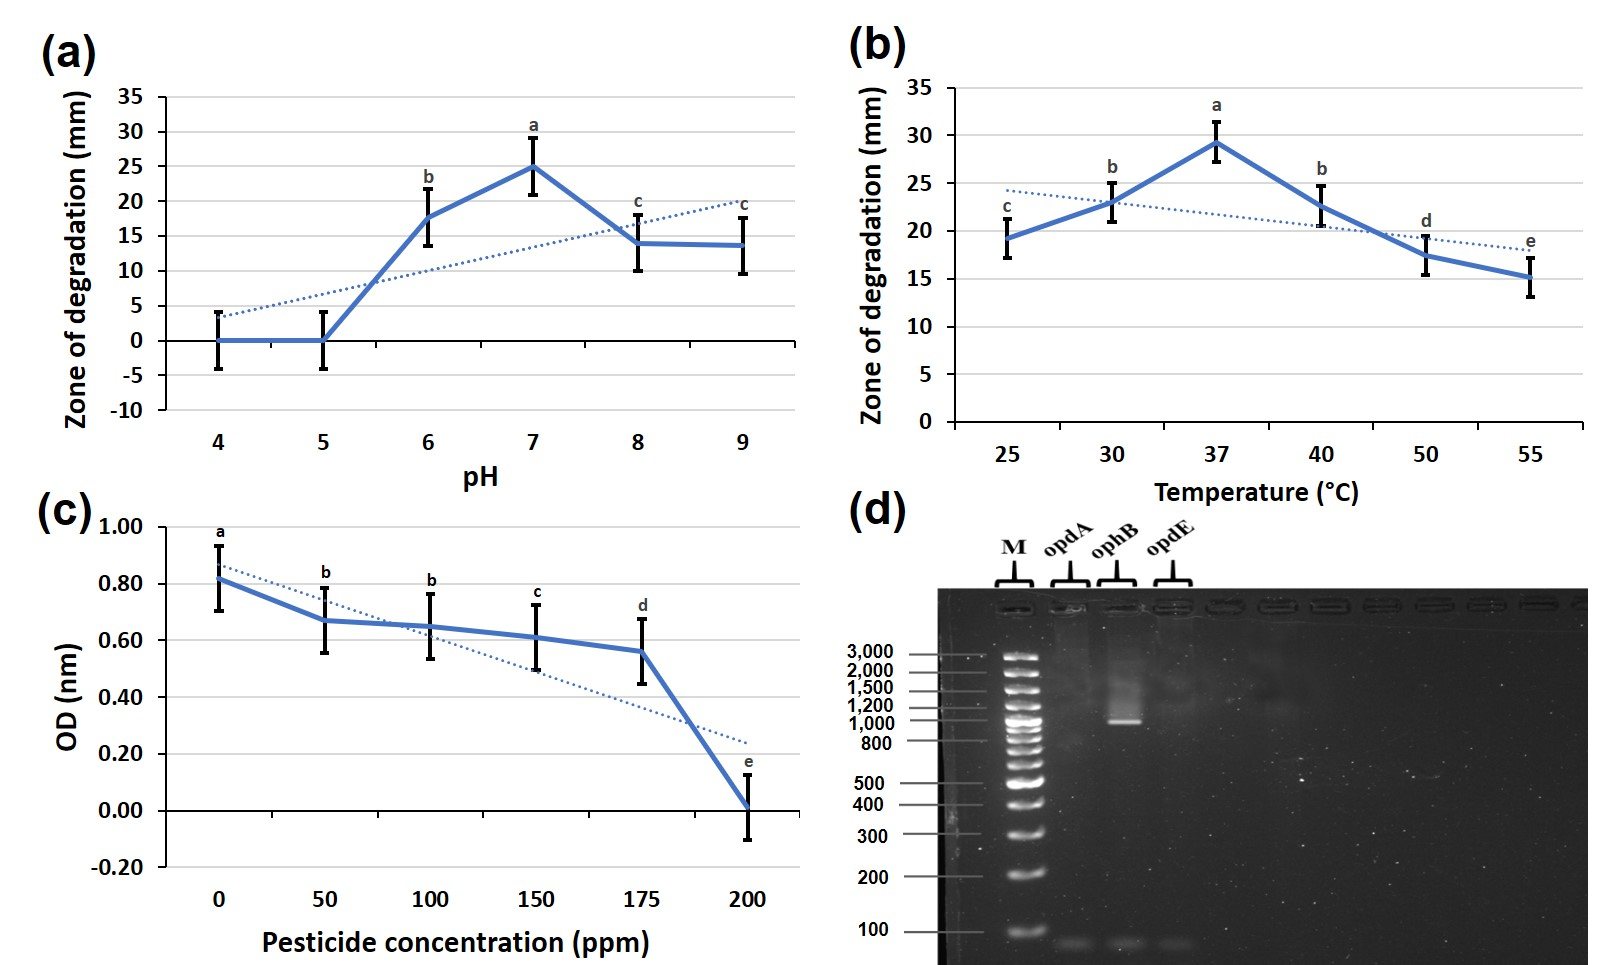 (a)
Zone of degradation (mm)
35
30
25
20
15
10
5
0
-5
-10
a
b
c
c
4 5 6 7 8 9
pH
(b)
Zone of degradation (mm)
35
30
25
20
15
10
5
0
c
b
a
b
d
e
25 30 37 40 50 55
Temperature (°C)
(c)
OD (nm)
1.00
0.80
0.60
0.40
0.20
0.00
-0.20
a
b
b
c
d
e
0 50 100 150 175 200
Pesticide concentration (ppm)
(d)
M opdA ophB opdE
3,000
2,000
1,500
1,200
1,000
800
500
400
300
200
100